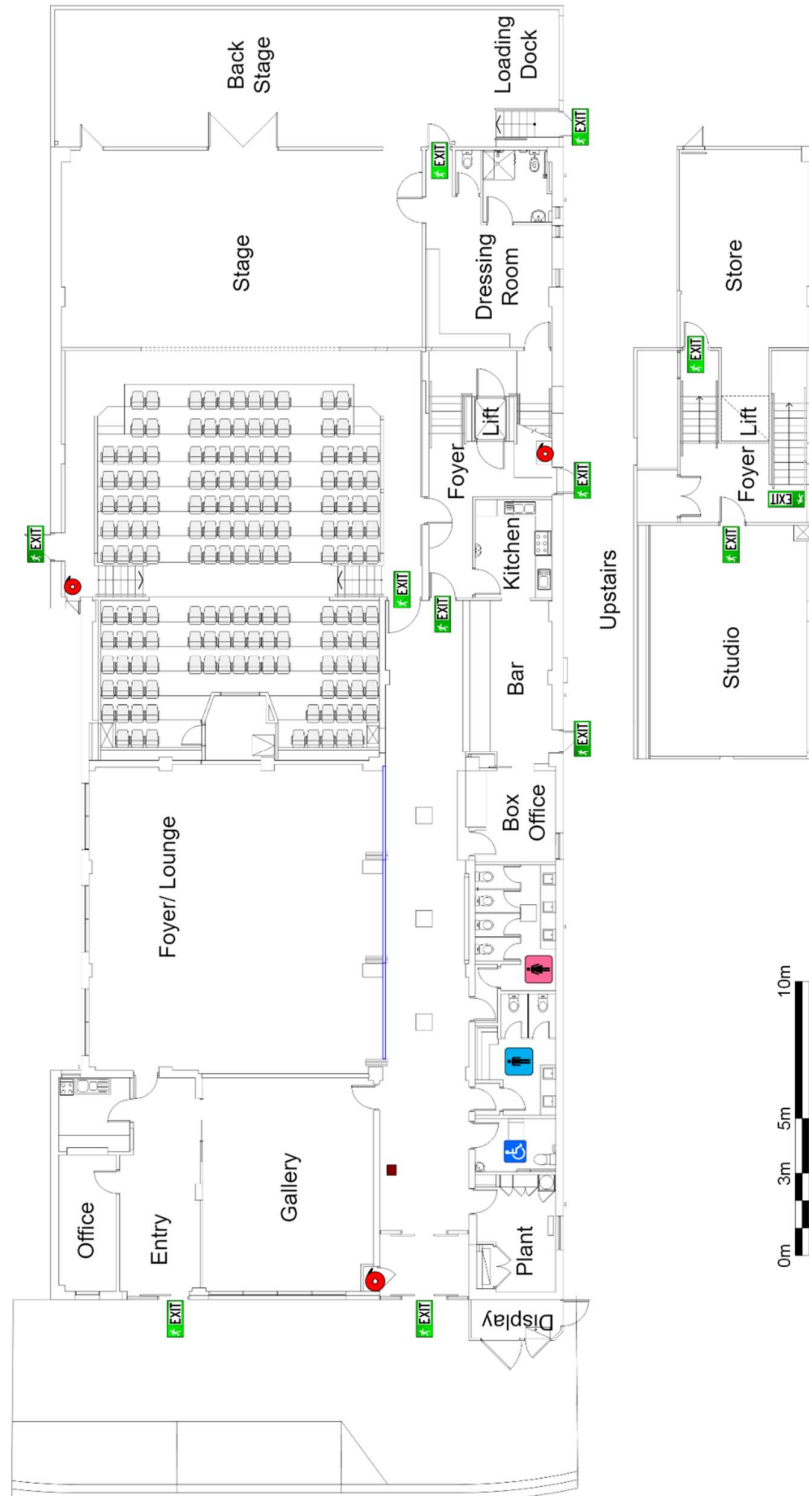 Back
Stage
Loading
Dock
EXIT
EXIT
Stage
Dressing
Room
Store
EXIT
Lift
Foyer
EXIT
Lift
Foyer
EXIT
EXIT
EXIT
Kitchen
EXIT
EXIT
EXIT
Upstairs
Studio
Bar
EXIT
Box
Office
Foyer/ Lounge
Office
Entry
Gallery
Plant
EXIT
EXIT
Display
0m
3m
5m
10m